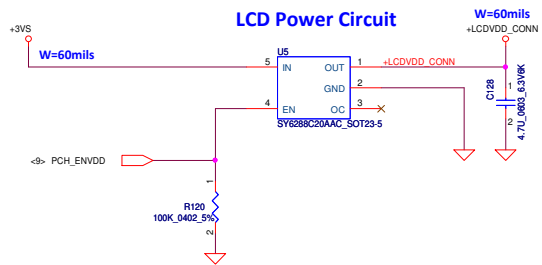 LCD Power Circuit
W=60mils
+3VS
+LCDVDD_CONN
W=60mils
U5
5 IN OUT 1 +LCDVDD_CONN
GND 2
4 EN OC 3
SY6288C20AAC_SOT23-5
C128
1
2
4.7U_0603_6.3V6K
<9> PCH_ENVDD
1
R120
100K_0402_5%
2